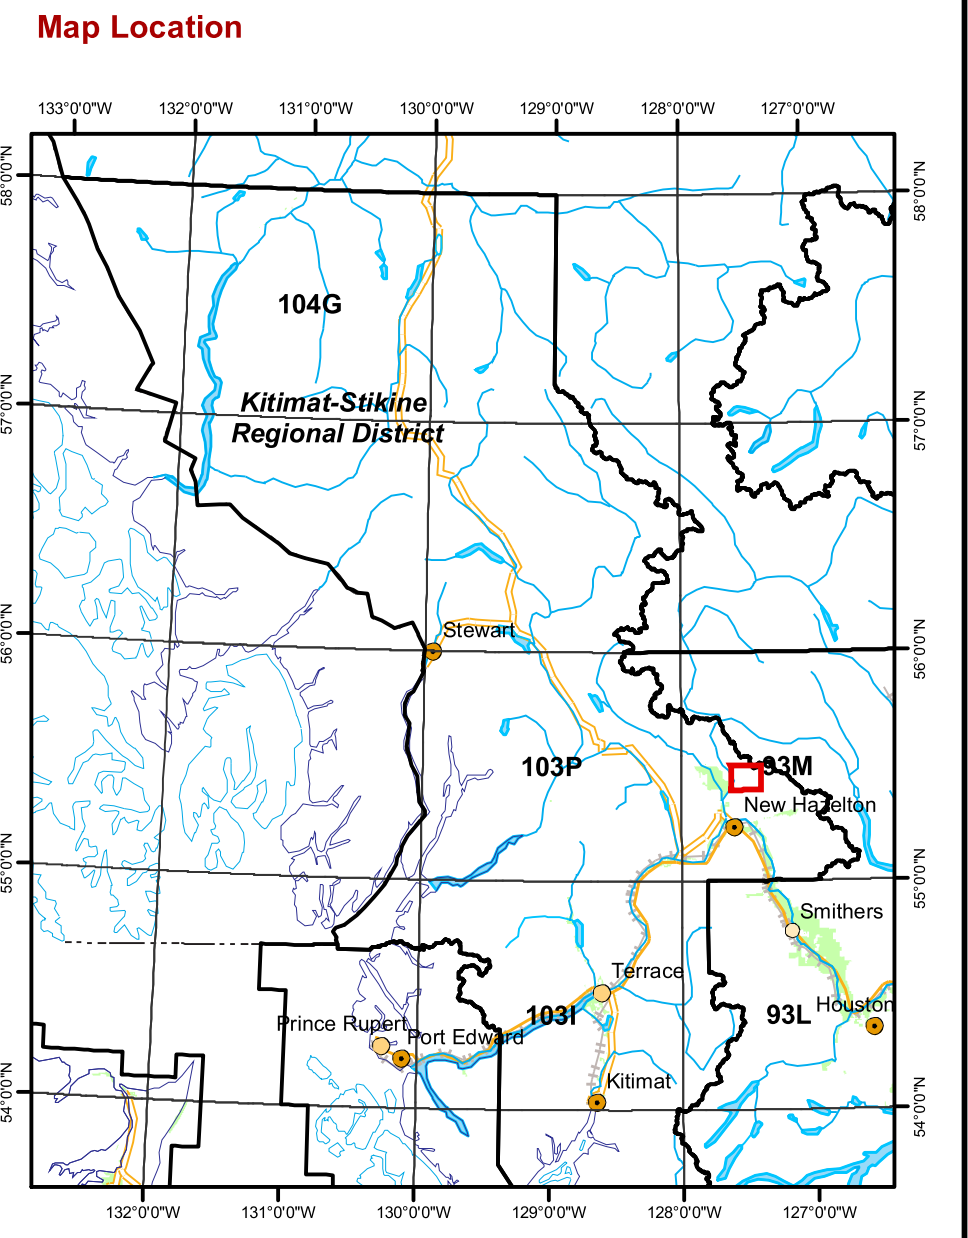 Map Location
133°0'0"W 132°0'0"W 131°0'0"W 130°0'0"W 129°0'0"W 128°0'0"W 127°0'0"W
58°0'0"N
58°0'0"N
104G
Kitimat-Stikine
Regional District
57°0'0"N
57°0'0"N
56°0'0"N
Stewart
56°0'0"N
103P
93M
New Hazelton
55°0'0"N
55°0'0"N
Smithers
Terrace
Houston
103I
93L
Prince Rupert
Port Edward
Kitimat
54°0'0"N
54°0'0"N
132°0'0"W 131°0'0"W 130°0'0"W 129°0'0"W 128°0'0"W 127°0'0"W